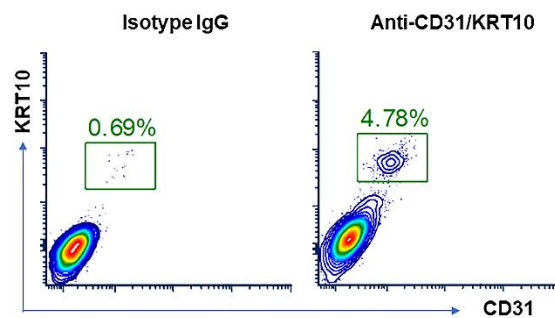 Isotype IgG
Anti-CD31/KRT10
KRT10
0.69%
4.78%
CD31